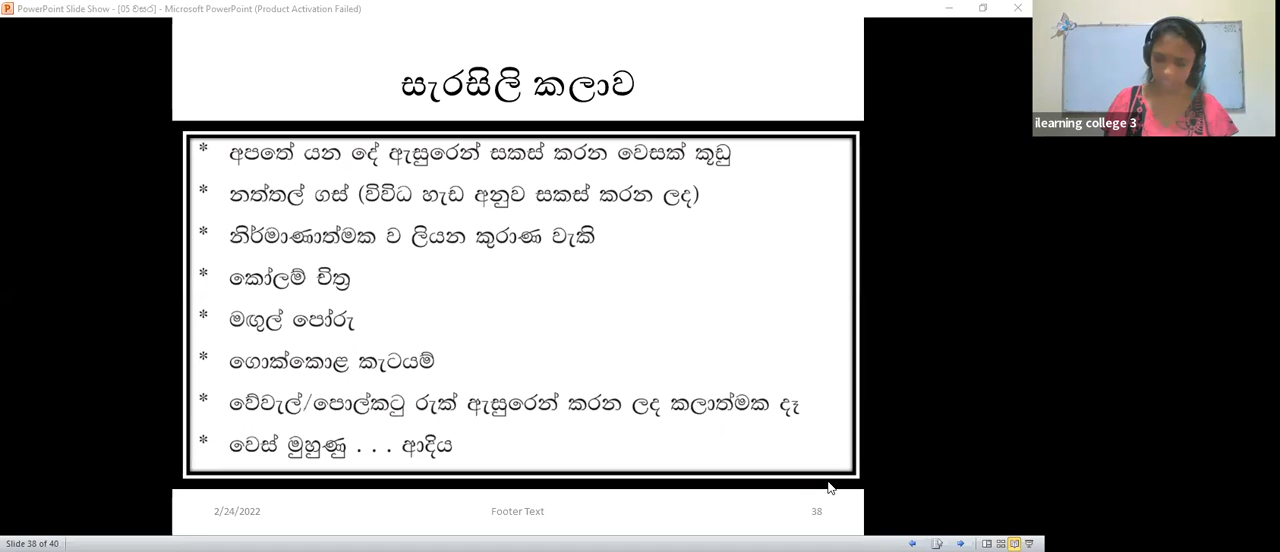 PowerPoint Slide Show - [05 වසර] - Microsoft PowerPoint (Product Activation Failed)
සැරසිලි කලාව
ilearning college 3
* අපතේ යන දේ ඇසුරෙන් සකස් කරන වෙසක් කූඩු
* නත්තල් ගස් (විවිධ හැඩ අනුව සකස් කරන ලද)
* නිර්මාණාත්මක ව ලියන කුරාණ වැකි
* කෝලම් චිත්‍ර
* මඟුල් පෝරු
* ගොක්කොළ කැටයම්
* වේවැල්/පොල්කටු රුක් ඇසුරෙන් කරන ලද කලාත්මක දෑ
* වෙස් මුහුණු . . . ආදිය
2/24/2022 Footer Text 38
Slide 38 of 40